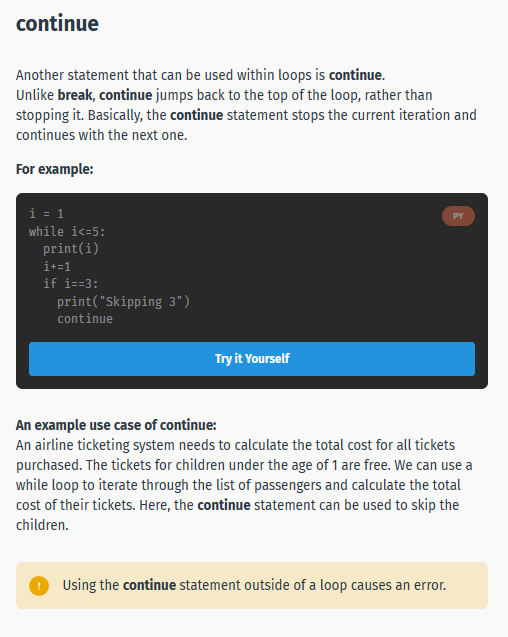 continue
Another statement that can be used within loops is continue.
Unlike break, continue jumps back to the top of the loop, rather than
stopping it. Basically, the continue statement stops the current iteration and
continues with the next one.
For example:
PY
i = 1
while i<=5:
  print(i)
  i+=1
  if i==3:
    print("Skipping 3")
    continue
Try it Yourself
An example use case of continue:
An airline ticketing system needs to calculate the total cost for all tickets
purchased. The tickets for children under the age of 1 are free. We can use a
while loop to iterate through the list of passengers and calculate the total
cost of their tickets. Here, the continue statement can be used to skip the
children.
! Using the continue statement outside of a loop causes an error.